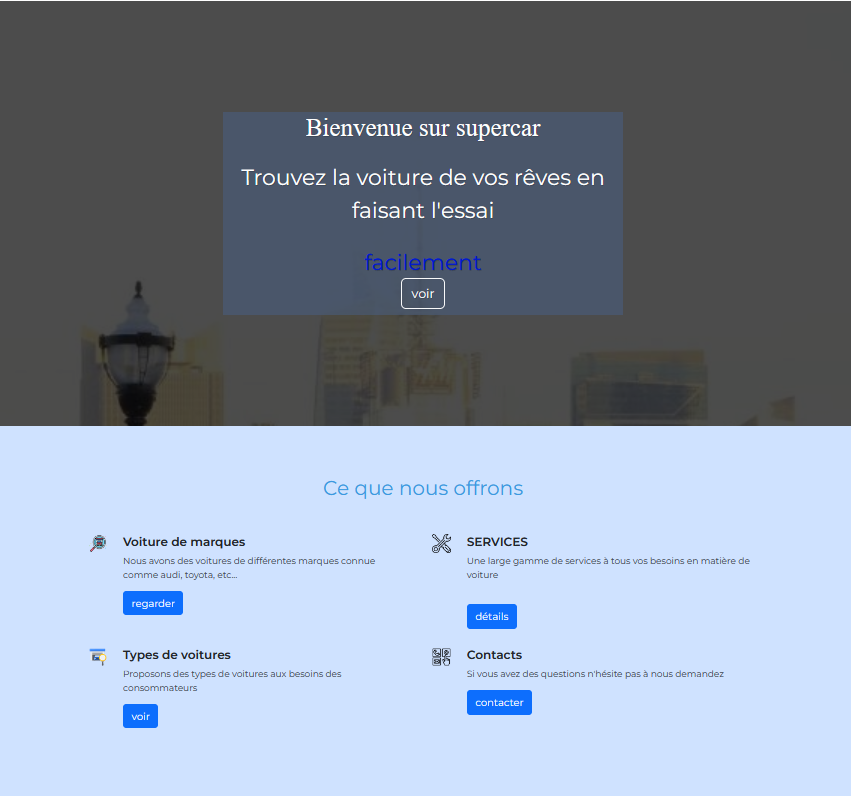 Bienvenue sur supercar
Trouvez la voiture de vos rêves en
faisant l'essai
facilement
voir
Ce que nous offrons
Voiture de marques
Nous avons des voitures de différentes marques connue
comme audi, toyota, etc...
regarder
SERVICES
Une large gamme de services à tous vos besoins en matière de
voiture
détails
Types de voitures
Proposons des types de voitures aux besoins des
consommateurs
voir
Contacts
Si vous avez des questions n'hésite pas à nous demandez
contacter